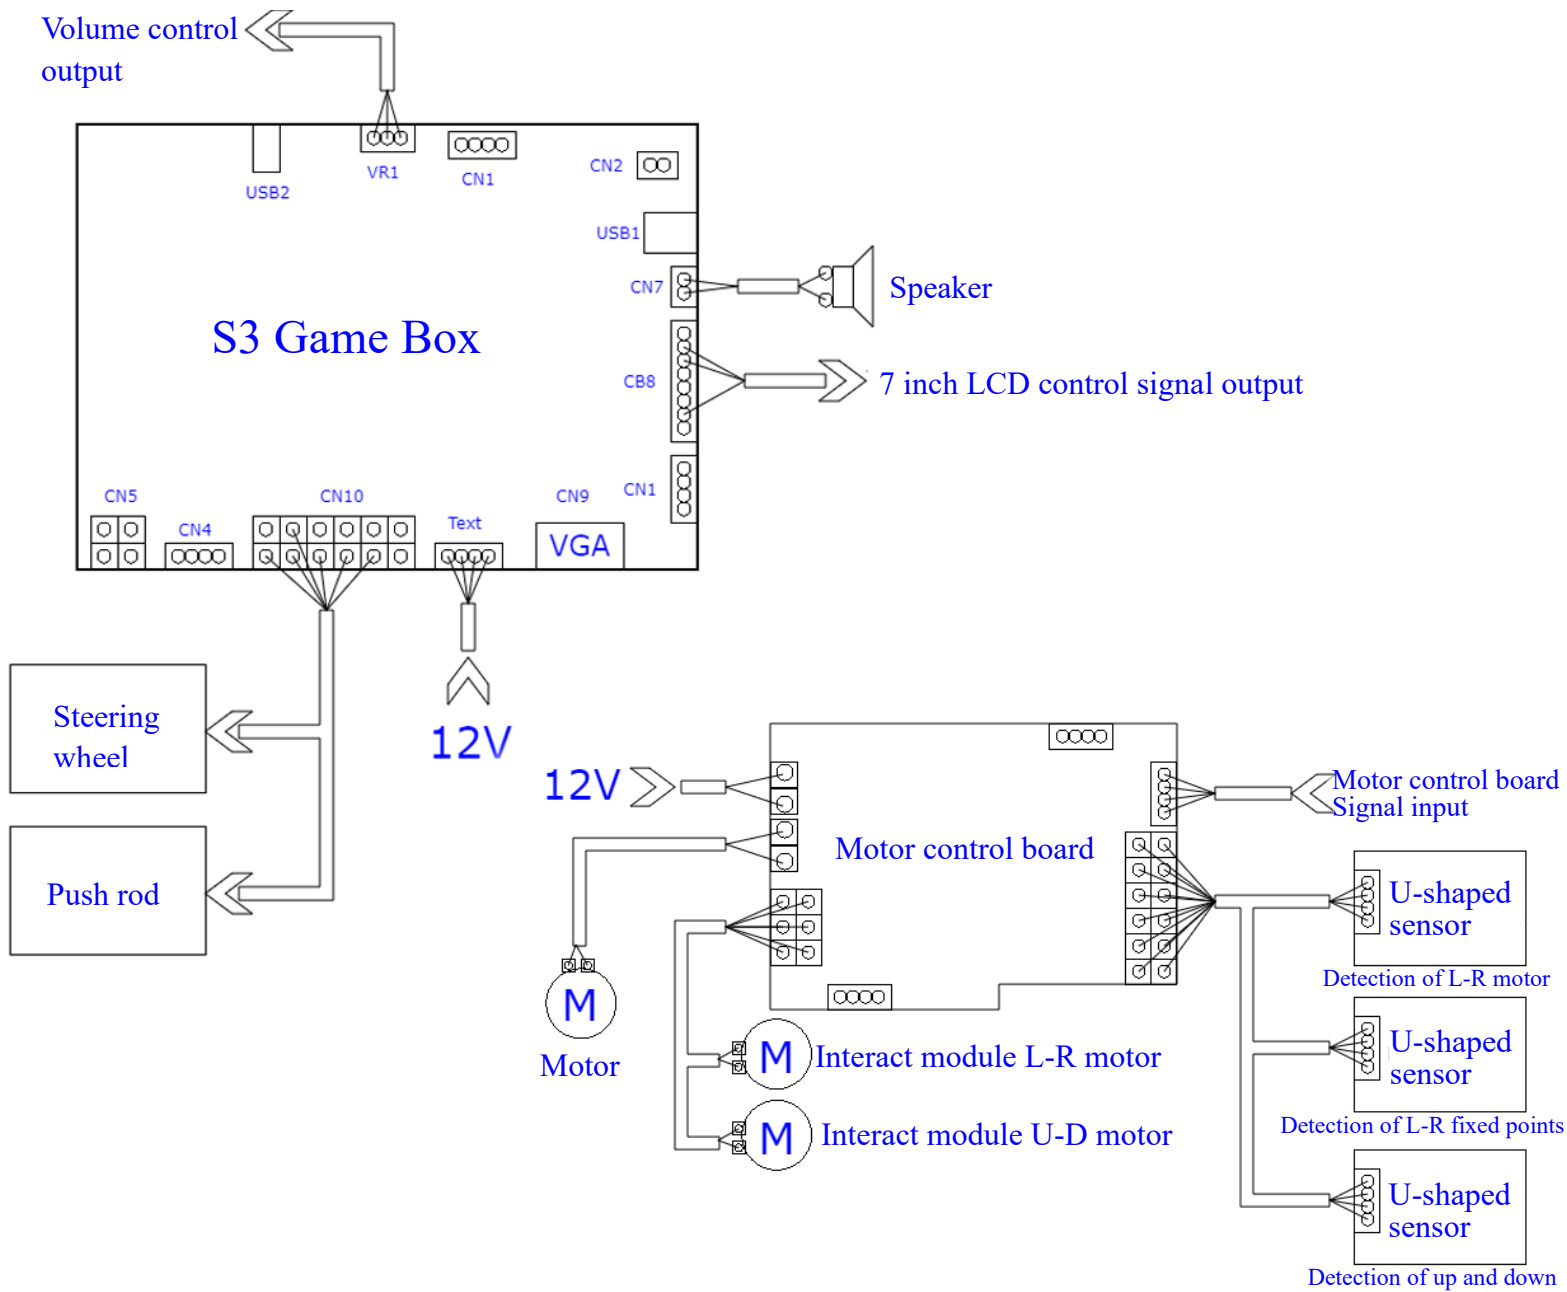 Volume control
output
USB2
VR1
CN1
CN2
USB1
CN7
Speaker
S3 Game Box
CB8
7 inch LCD control signal output
CN5
CN4
CN10
Text
CN9
CN1
VGA
Steering
wheel
12V
Push rod
12V
Motor control board
Motor control board
Signal input
U-shaped
sensor
Detection of L-R motor
M
Motor
M
Interact module L-R motor
U-shaped
sensor
Detection of L-R fixed points
M
Interact module U-D motor
U-shaped
sensor
Detection of up and down